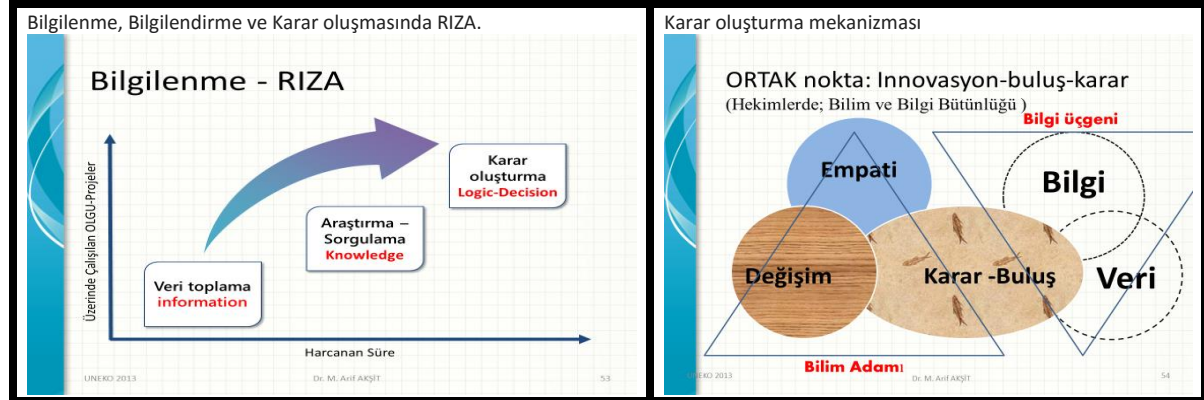 Bilgilenme, Bilgilendirme ve Karar oluşmasında RIZA.
Bilgilenme - RIZA
Üzerinde Çalışılan OLGU-Projeler
Karar
oluşturma
Logic-Decision
Araştırma –
Sorgulama
Knowledge
Veri toplama
information
Harcanan Süre
UNEKO 2013
Dr. M. Arif AKŞİT
53
Karar oluşturma mekanizması
ORTAK nokta: Innovasyon-buluş-karar
(Hekimlerde; Bilim ve Bilgi Bütünlüğü )
Bilgi üçgeni
Empati
Bilgi
Değişim
Karar -Buluş
Veri
Bilim Adamı
UNEKO 2013
Dr. M. Arif AKŞİT
54